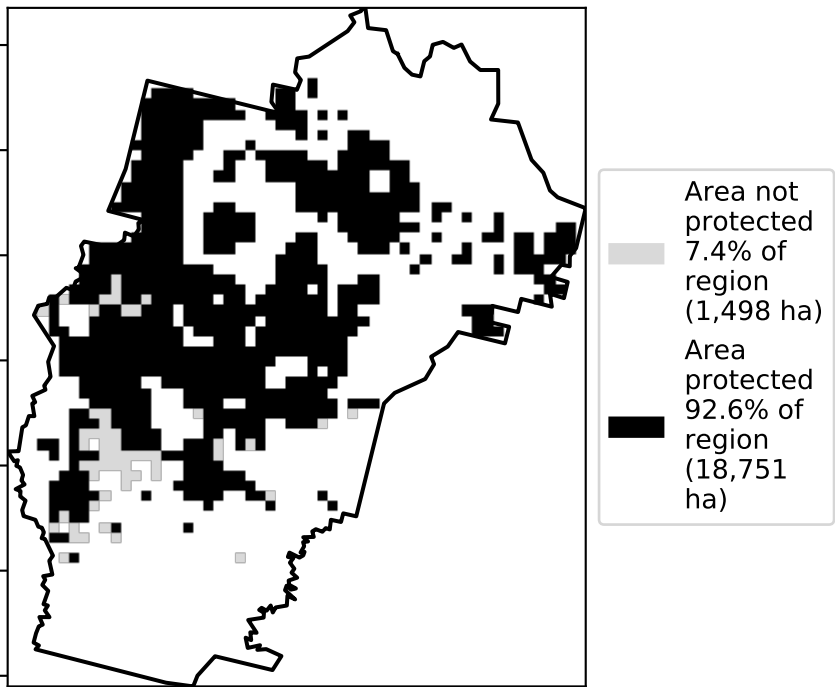 Area not
protected
7.4% of
region
(1,498 ha)
Area
protected
92.6% of
region
(18,751
ha)